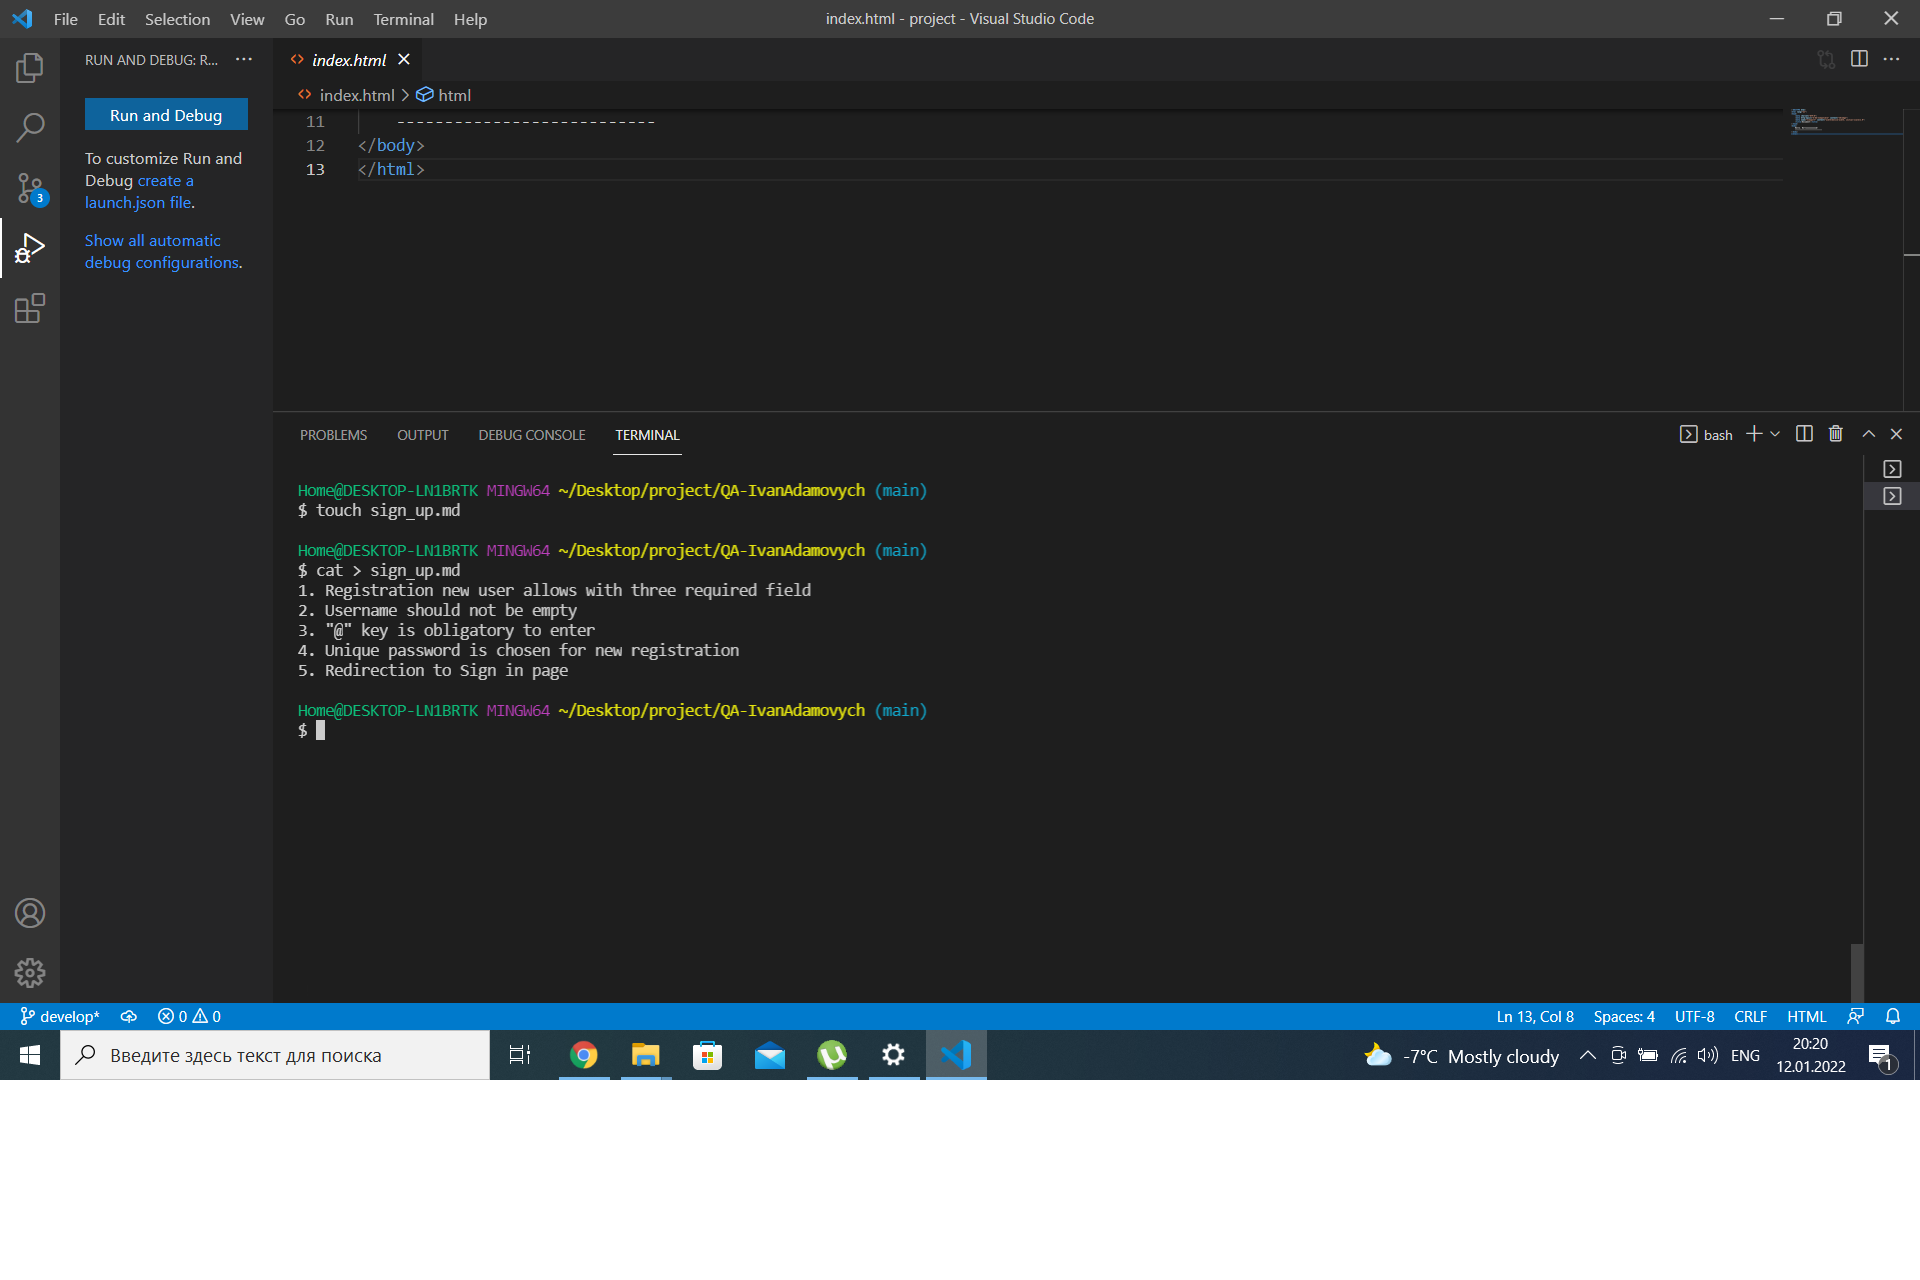 File Edit Selection View Go Run Terminal Help
index.html - project - Visual Studio Code
RUN AND DEBUG: R...
index.html
index.html > html
Run and Debug
To customize Run and
Debug create a
launch.json file.
Show all automatic
debug configurations.
3
11 ---------------------------
12 </body>
13 </html>
PROBLEMS OUTPUT DEBUG CONSOLE TERMINAL
bash
Home@DESKTOP-LN1BRTK MINGW64 ~/Desktop/project/QA-IvanAdamovych (main)
$ touch sign_up.md
Home@DESKTOP-LN1BRTK MINGW64 ~/Desktop/project/QA-IvanAdamovych (main)
$ cat > sign_up.md
1. Registration new user allows with three required field
2. Username should not be empty
3. "@" key is obligatory to enter
4. Unique password is chosen for new registration
5. Redirection to Sign in page
Home@DESKTOP-LN1BRTK MINGW64 ~/Desktop/project/QA-IvanAdamovych (main)
$
develop* 0 0
Ln 13, Col 8 Spaces: 4 UTF-8 CRLF HTML
Введите здесь текст для поиска
-7°C Mostly cloudy
ENG
20:20
12.01.2022
1